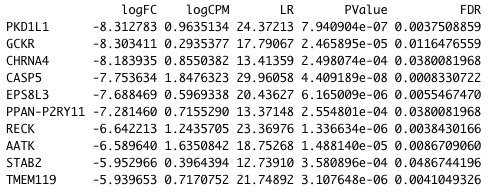 logFC logCPM LR PValue FDR
PKD1L1 -8.312783 0.9635134 24.37213 7.940904e-07 0.0037508859
GCKR -8.303411 0.2935377 17.79067 2.465895e-05 0.0116476559
CHRNA4 -8.183935 0.8550382 13.41359 2.498074e-04 0.0380081968
CASP5 -7.753634 1.8476323 29.96058 4.409189e-08 0.0008330722
EPS8L3 -7.688469 0.5969338 20.43627 6.165009e-06 0.0055467470
PPAN-P2RY11 -7.281460 0.7155290 13.37148 2.554801e-04 0.0380081968
RECK -6.642213 1.2435705 23.36976 1.336634e-06 0.0038430166
AATK -6.589640 1.6350842 18.75268 1.488140e-05 0.0086709060
STAB2 -5.952966 0.3964394 12.73910 3.580896e-04 0.0486744196
TMEM119 -5.939653 0.7170752 21.74892 3.107648e-06 0.0041049326